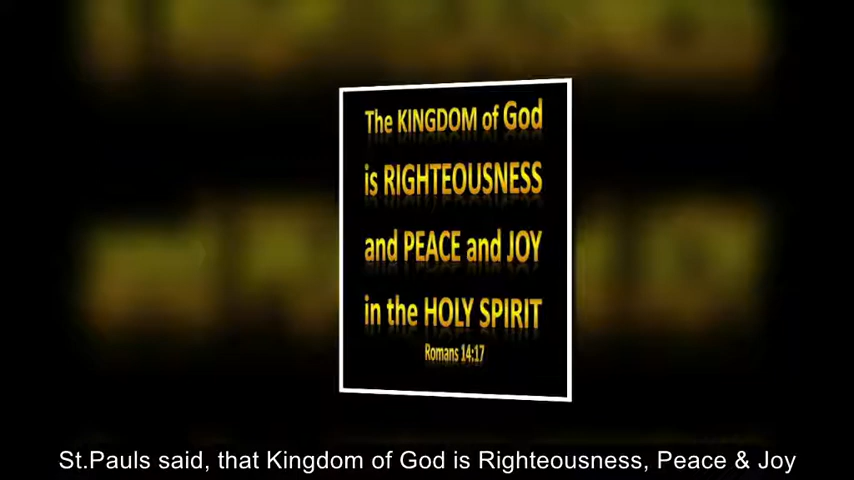 The KINGDOM of God
is RIGHTEOUSNESS
and PEACE and JOY
in the HOLY SPIRIT
Romans 14:17
St.Pauls said, that Kingdom of God is Righteousness, Peace & Joy